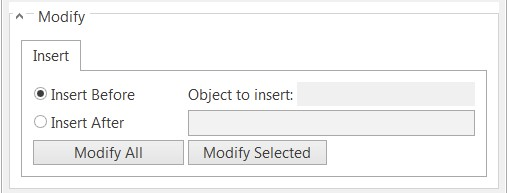 Modify
Insert
Insert Before Object to insert:
Insert After
Modify All Modify Selected